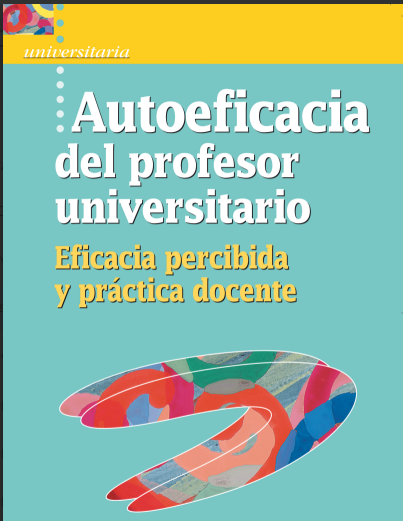 universitaria
Autoeficacia
del profesor
universitario
Eficacia percibida
y práctica docente